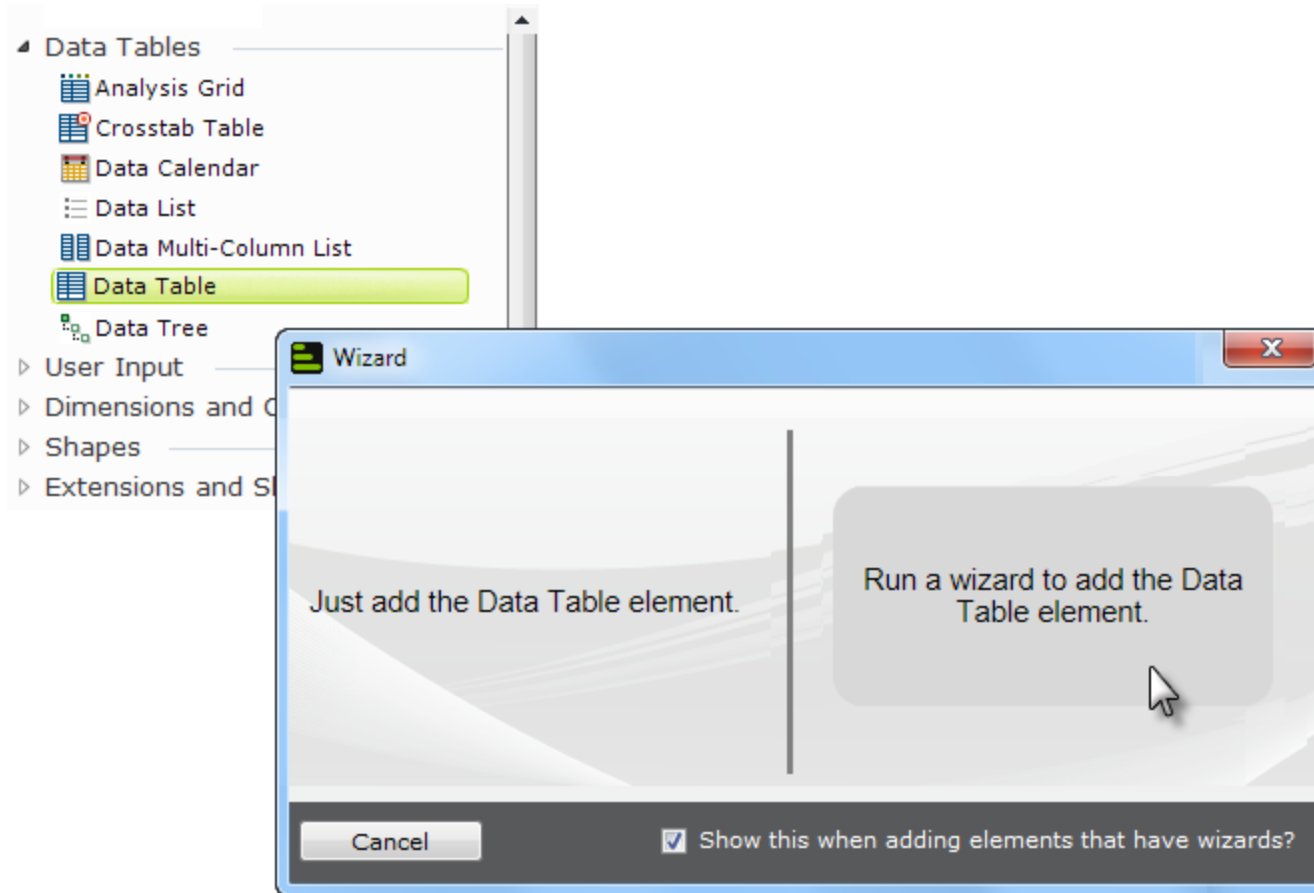 Data Tables
Analysis Grid
Crosstab Table
Data Calendar
Data List
Data Multi-Column List
Data Table
Data Tree
User Input
Dimensions and
Shapes
Extensions and
Wizard
Just add the Data Table element.
Run a wizard to add the Data
Table element.
Cancel
Show this when adding elements that have wizards?